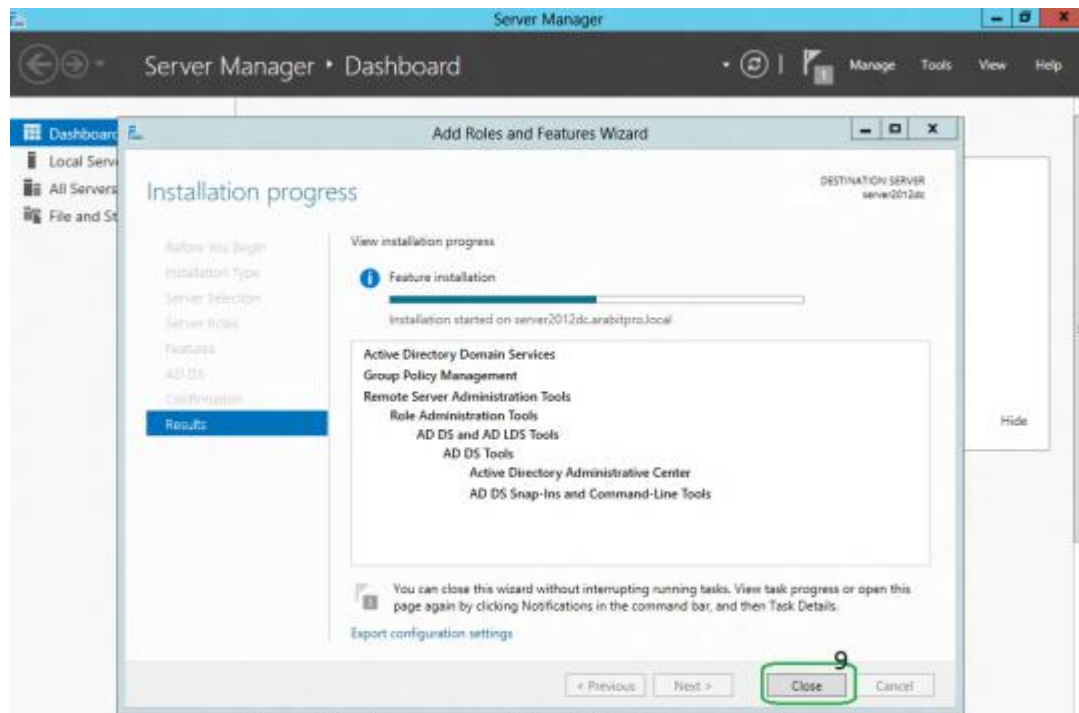 Server Manager
Server Manager • Dashboard
Manage Tools View Help
Dashboard
Local Serv
All Servers
File and St
Add Roles and Features Wizard
Installation progress
DESTINATION SERVER
server2012dc
Before You Begin
Installation Type
Server Selection
Server Roles
Features
AD DS
Confirmation
Results
View installation progress
Feature installation
Installation started on server2012dc.arabitpro.local
Active Directory Domain Services
Group Policy Management
Remote Server Administration Tools
Role Administration Tools
AD DS and AD LDS Tools
AD DS Tools
Active Directory Administrative Center
AD DS Snap-Ins and Command-Line Tools
Hide
You can close this wizard without interrupting running tasks. View task progress or open this
page again by clicking Notifications in the command bar, and then Task Details.
Export configuration settings
9
< Previous Next > Close Cancel